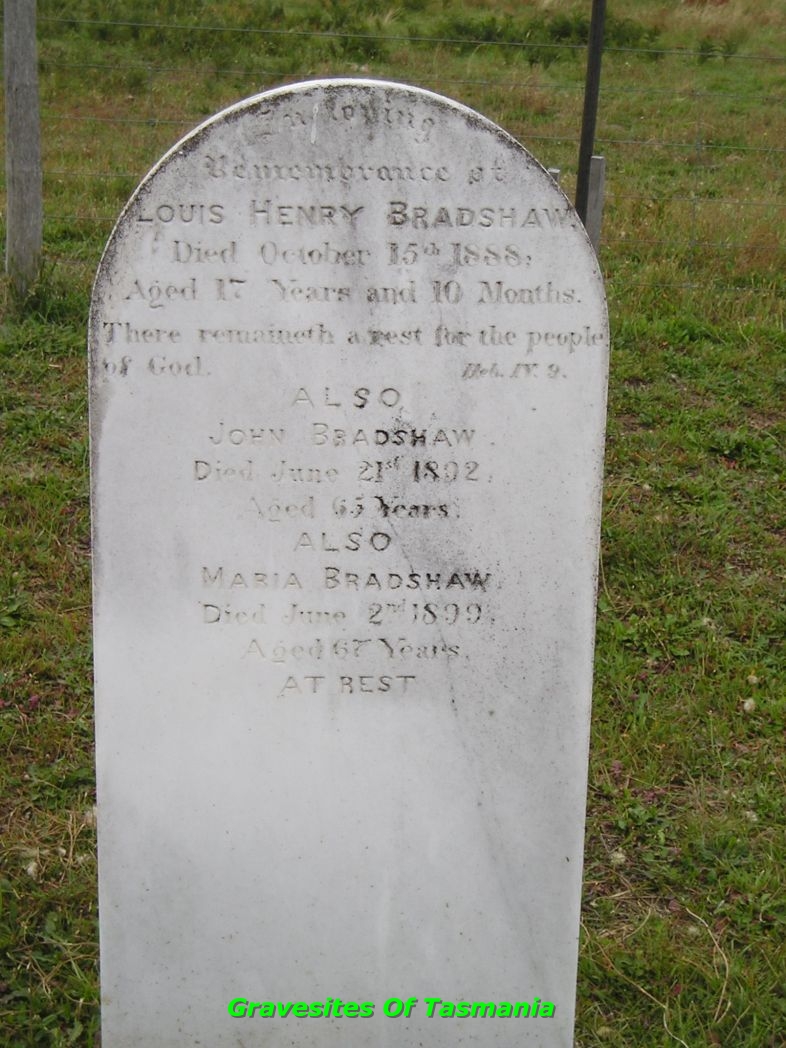 In loving
Remembrance of
LOUIS HENRY BRADSHAW.
Died October 15th 1888,
Aged 17 Years and 10 Months.
There remaineth a rest for the people
of God. Heb. IV. 9.
ALSO
JOHN BRADSHAW.
Died June 21st 1892,
Aged 65 Years.
ALSO
MARIA BRADSHAW.
Died June 2nd 1899,
Aged 67 Years.
AT REST
Gravesites Of Tasmania